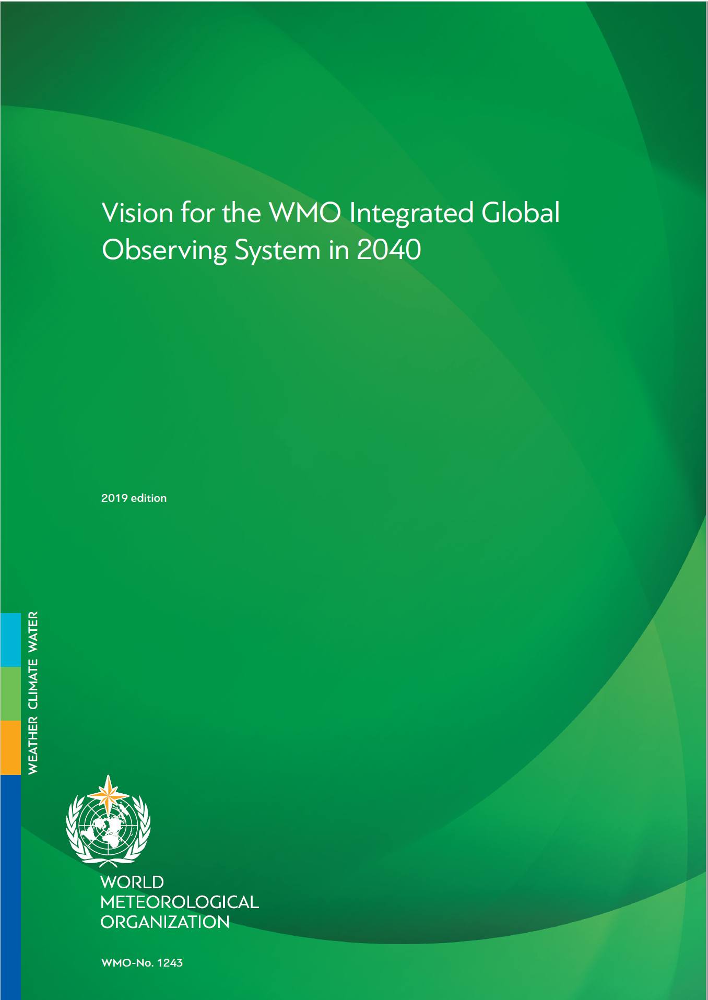 Vision for the WMO Integrated Global
Observing System in 2040
2019 edition
WEATHER CLIMATE WATER
WORLD
METEOROLOGICAL
ORGANIZATION
WMO-No. 1243